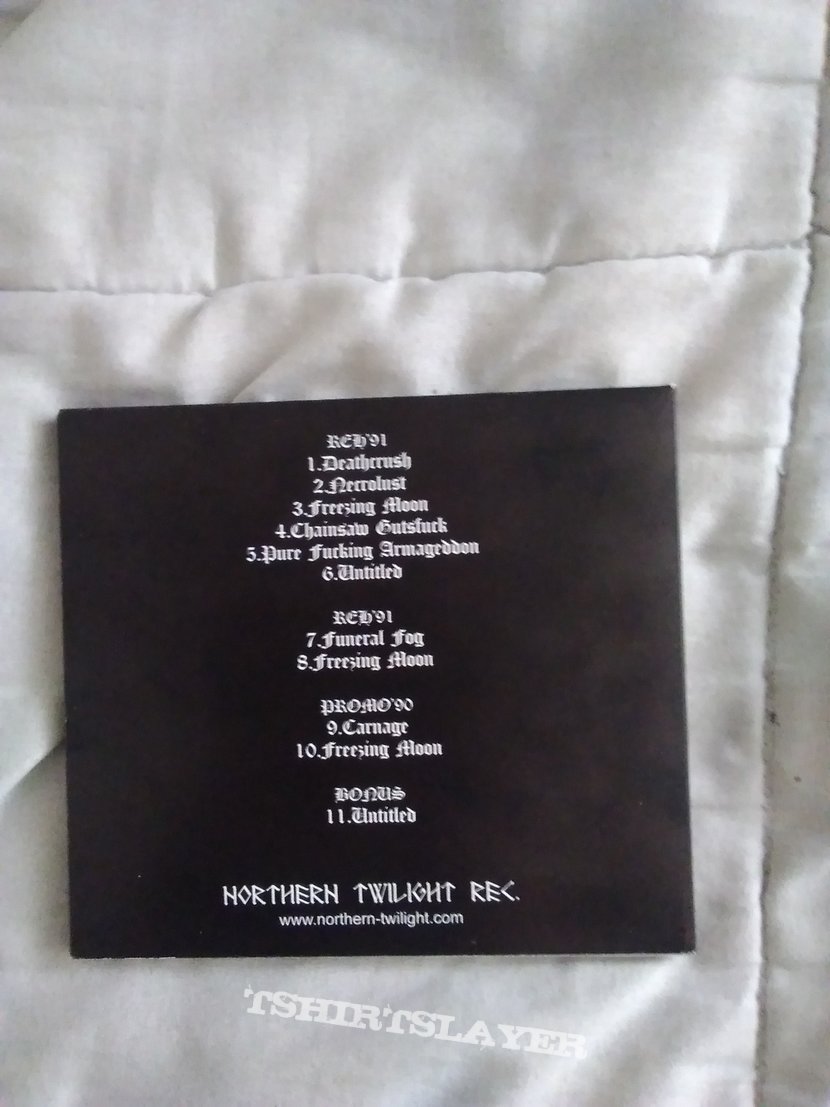 REH'91
1.Deathcrush
2.Necrolust
3.Freezing Moon
4.Chainsaw Gutsfuck
5.Pure Fucking Armageddon
6.Untitled
REH'91
7.Funeral Fog
8.Freezing Moon
PROMO'90
9.Carnage
10.Freezing Moon
BONUS
11.Untitled
NORTHERN TWILIGHT REC.
www.northern-twilight.com
TSHIRTSLAYER